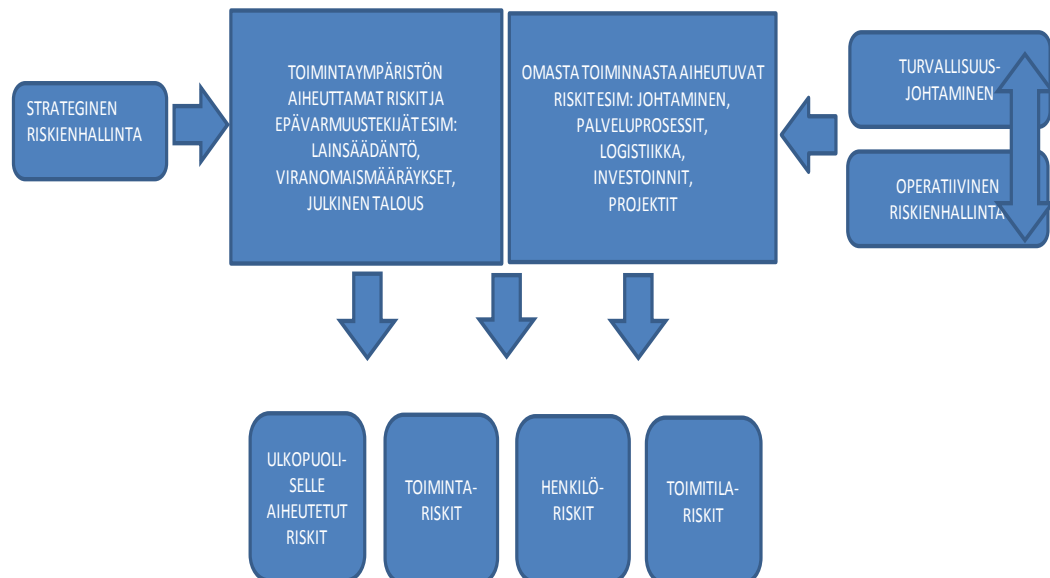 STRATEGINEN
RISKIENHALLINTA
TOIMINTAYMPÄRISTÖN
AIHEUTTAMAT RISKIT JA
EPÄVARMUUSTEKIJÄT ESIM:
LAINSÄÄDÄNTÖ,
VIRANOMAISMÄÄRÄYKSET,
JULKINEN TALOUS
OMASTA TOIMINNASTA AIHEUTUVAT
RISKIT ESIM: JOHTAMINEN,
PALVELUPROSESSIT,
LOGISTIIKKA,
INVESTOINNIT,
PROJEKTIT
TURVALLISUUS-
JOHTAMINEN
OPERATIIVINEN
RISKIENHALLINTA
ULKOPUOLI-
SELLE
AIHEUTETUT
RISKIT
TOIMINTA-
RISKIT
HENKILÖ-
RISKIT
TOIMITILA-
RISKIT